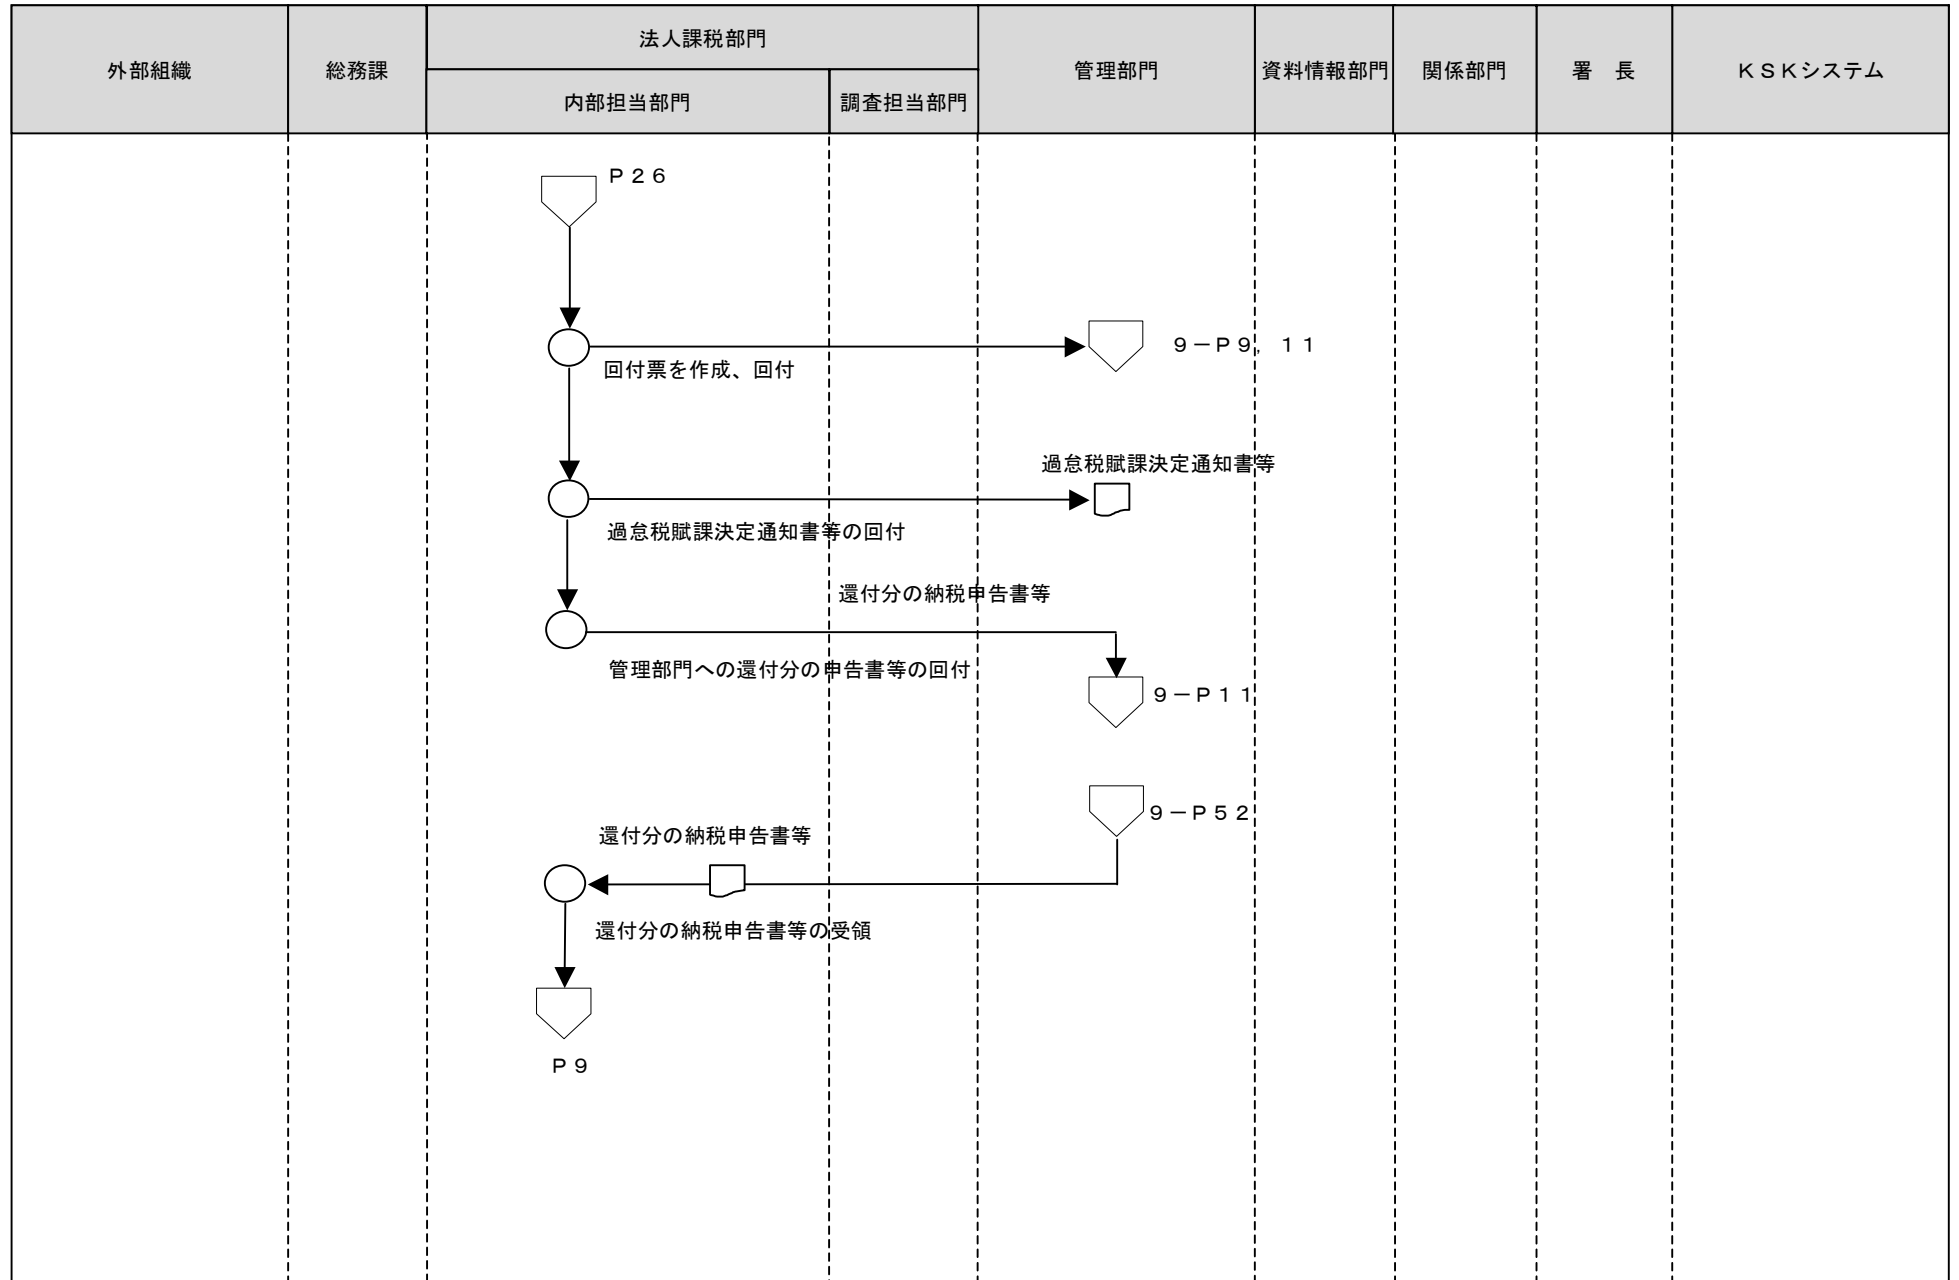 法人課税部門
外部組織
総務課
管理部門
資料情報部門
関係部門
署　長
ＫＳＫシステム
内部担当部門
調査担当部門
Ｐ２６
９－Ｐ９，１１
回付票を作成、回付
過怠税賦課決定通知書等
過怠税賦課決定通知書等の回付
還付分の納税申告書等
管理部門への還付分の申告書等の回付
９－Ｐ１１
９－Ｐ５２
還付分の納税申告書等
還付分の納税申告書等の受領
Ｐ９